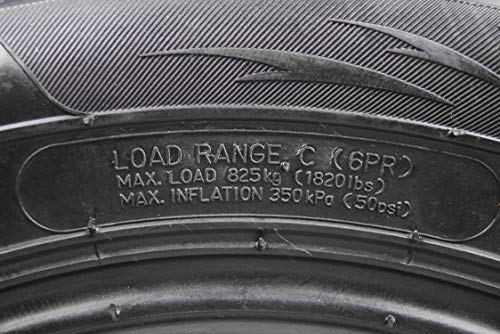 LOAD RANGE C (6PR)
MAX. LOAD 825kg (1820lbs)
MAX. INFLATION 350kPa (50psi)